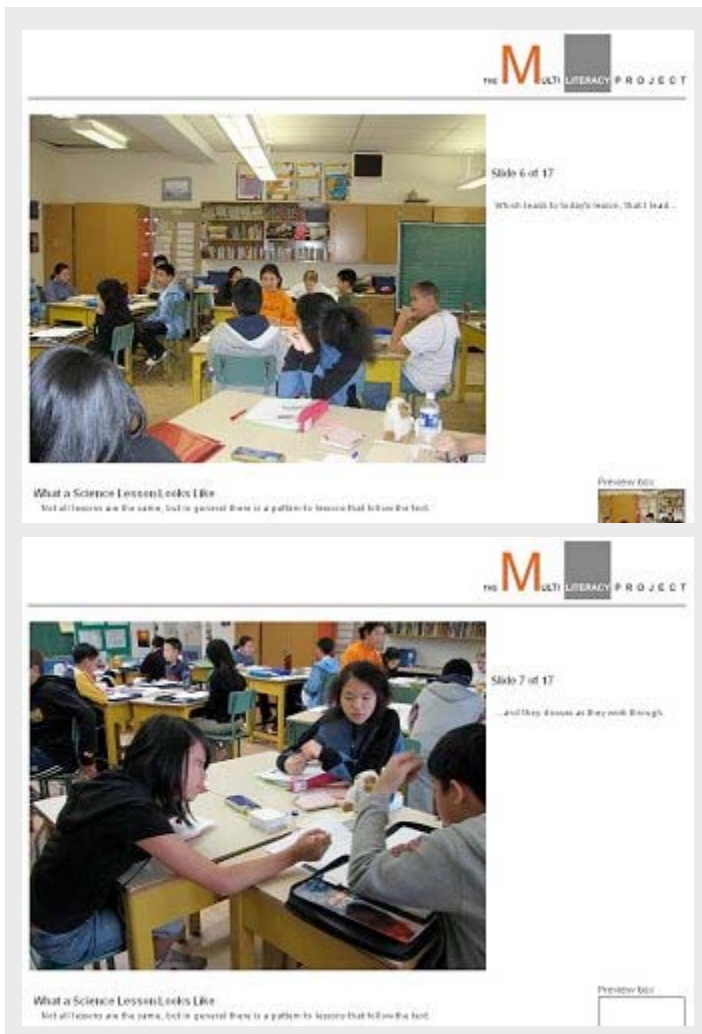 THE MULTI LITERACY PROJECT
Slide 6 of 17
Which leads to today's lesson, that I lead...
What a Science Lesson Looks Like
Not all lessons are the same, but in general there is a pattern to lessons that follow the text.
Preview box
THE MULTI LITERACY PROJECT
Slide 7 of 17
...and they discuss as they work through.
What a Science Lesson Looks Like
Not all lessons are the same, but in general there is a pattern to lessons that follow the text.
Preview box